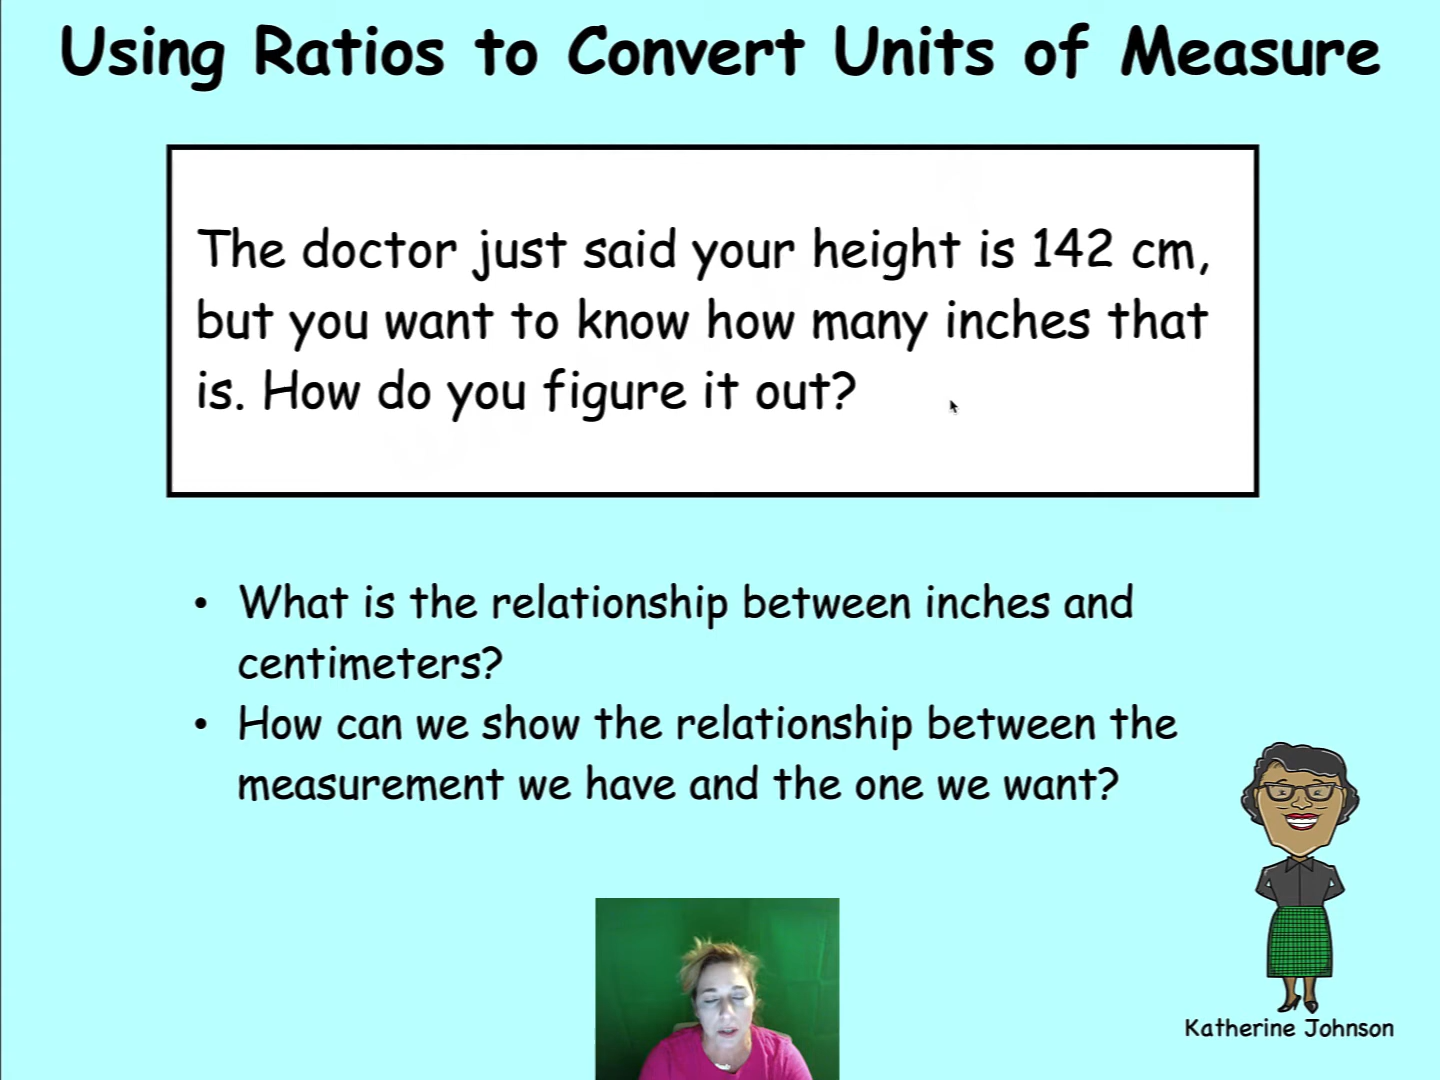 Using Ratios to Convert Units of Measure
The doctor just said your height is 142 cm,
but you want to know how many inches that
is. How do you figure it out?
• What is the relationship between inches and
centimeters?
• How can we show the relationship between the
measurement we have and the one we want?
Katherine Johnson